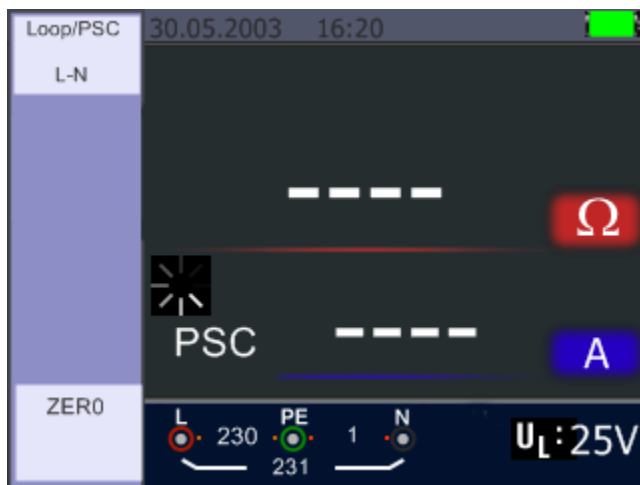 Loop/PSC
30.05.2003 16:20
L-N
- - - -
Ω
PSC - - - -
A
ZER0
L PE N
230 1
231
UL:25V